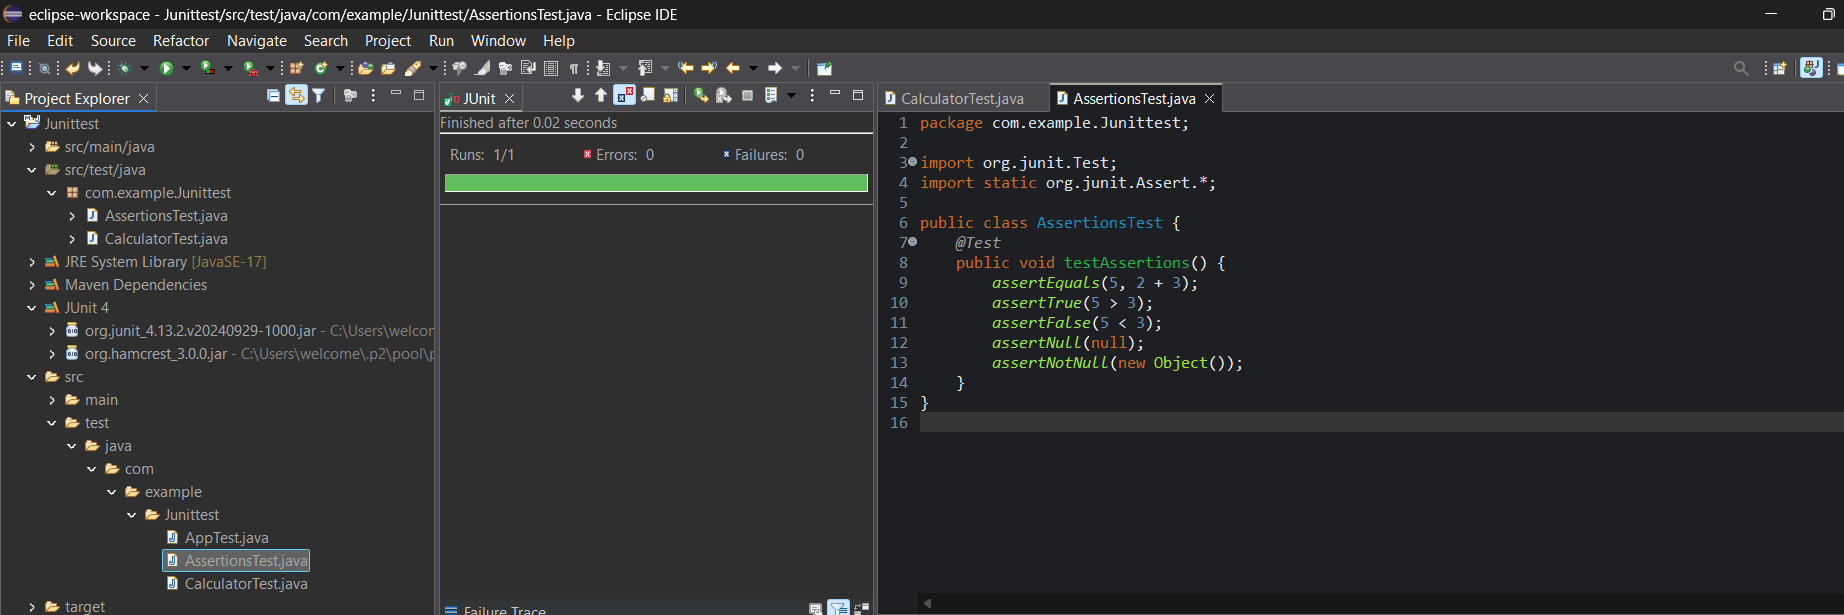 eclipse-workspace - Junittest/src/test/java/com/example/Junittest/AssertionsTest.java - Eclipse IDE
File Edit Source Refactor Navigate Search Project Run Window Help
Project Explorer
Junittest
src/main/java
src/test/java
com.example.Junittest
AssertionsTest.java
CalculatorTest.java
JRE System Library [JavaSE-17]
Maven Dependencies
JUnit 4
org.junit_4.13.2.v20240929-1000.jar - C:\Users\welcor
org.hamcrest_3.0.0.jar - C:\Users\welcome\.p2\pool\p
src
main
test
java
com
example
Junittest
AppTest.java
AssertionsTest.java
CalculatorTest.java
target
JUnit
Finished after 0.02 seconds
Runs: 1/1 Errors: 0 Failures: 0
Failure Trace
CalculatorTest.java AssertionsTest.java
1 package com.example.Junittest;
2
3 import org.junit.Test;
4 import static org.junit.Assert.*;
5
6 public class AssertionsTest {
7 @Test
8 public void testAssertions() {
9 assertEquals(5, 2 + 3);
10 assertTrue(5 > 3);
11 assertFalse(5 < 3);
12 assertNull(null);
13 assertNotNull(new Object());
14 }
15 }
16